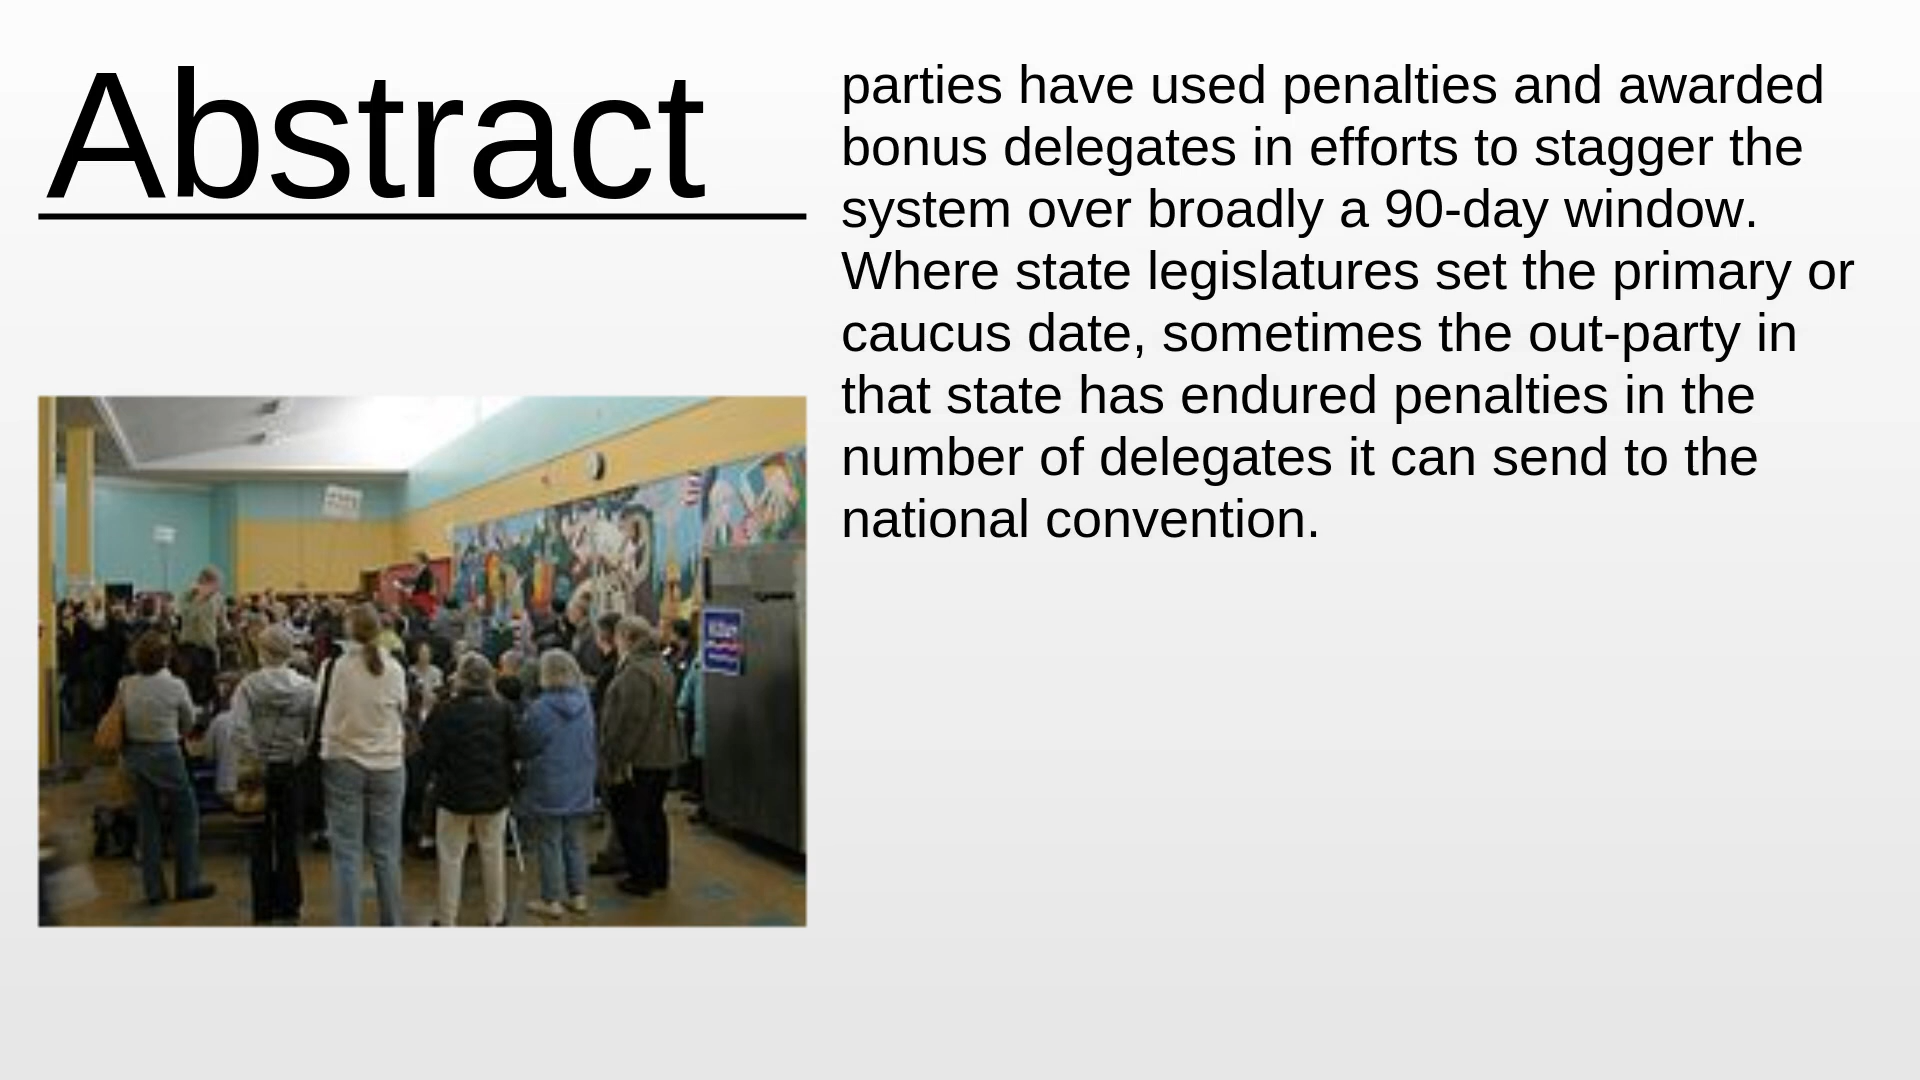 Abstract
parties have used penalties and awarded
bonus delegates in efforts to stagger the
system over broadly a 90-day window.
Where state legislatures set the primary or
caucus date, sometimes the out-party in
that state has endured penalties in the
number of delegates it can send to the
national convention.